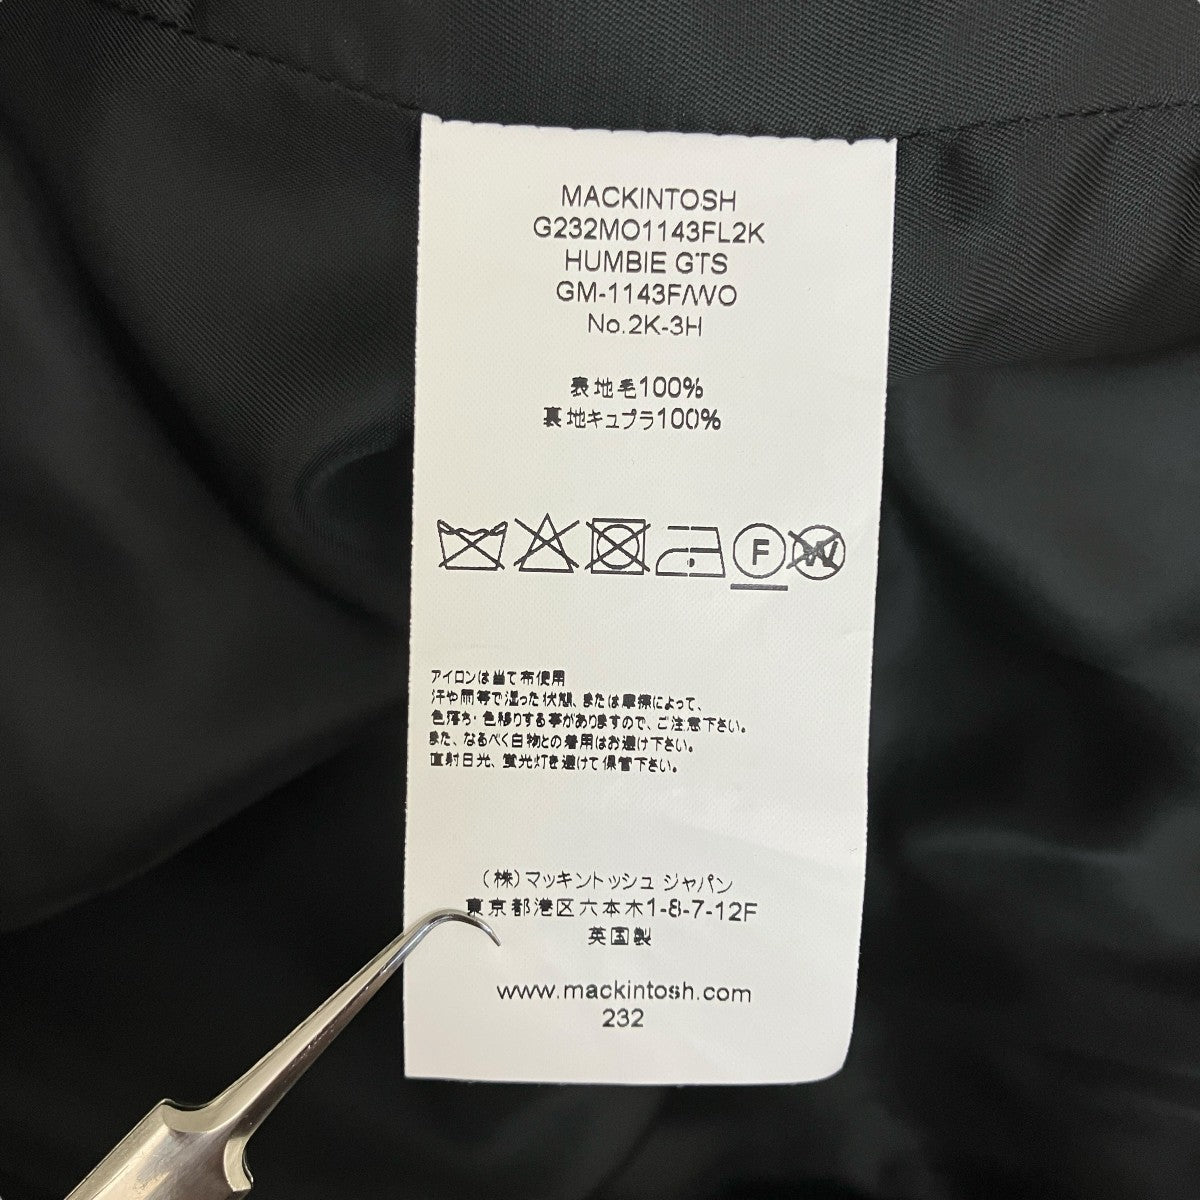 MACKINTOSH
G232MO1143FL2K
HUMBIE GTS
GM-1143F/WO
No.2K-3H
表地毛100%
裏地キュプラ100%
F W
アイロンは当て布使用
汗や雨等で湿った状態、または摩擦によって、
色落ち・色移りする事がありますので、ご注意下さい。
また、なるべく白物との着用はお避け下さい。
直射日光、蛍光灯を避けて保管下さい。
(株)マッキントッシュ ジャパン
東京都港区六本木1-8-7-12F
英国製
www.mackintosh.com
232